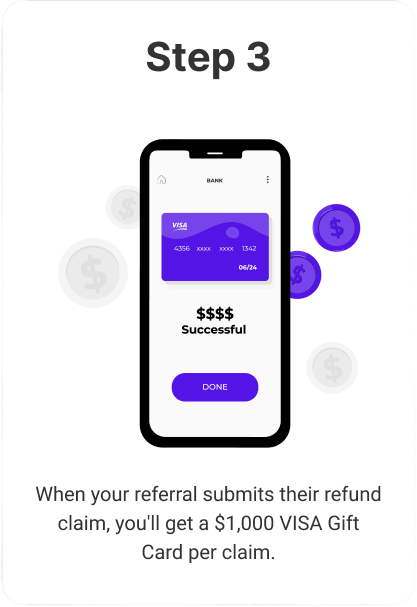 Step 3
BANK
VISA
4356 xxxx xxxx 1342
06/24
$$$$
Successful
DONE
When your referral submits their refund
claim, you'll get a $1,000 VISA Gift
Card per claim.